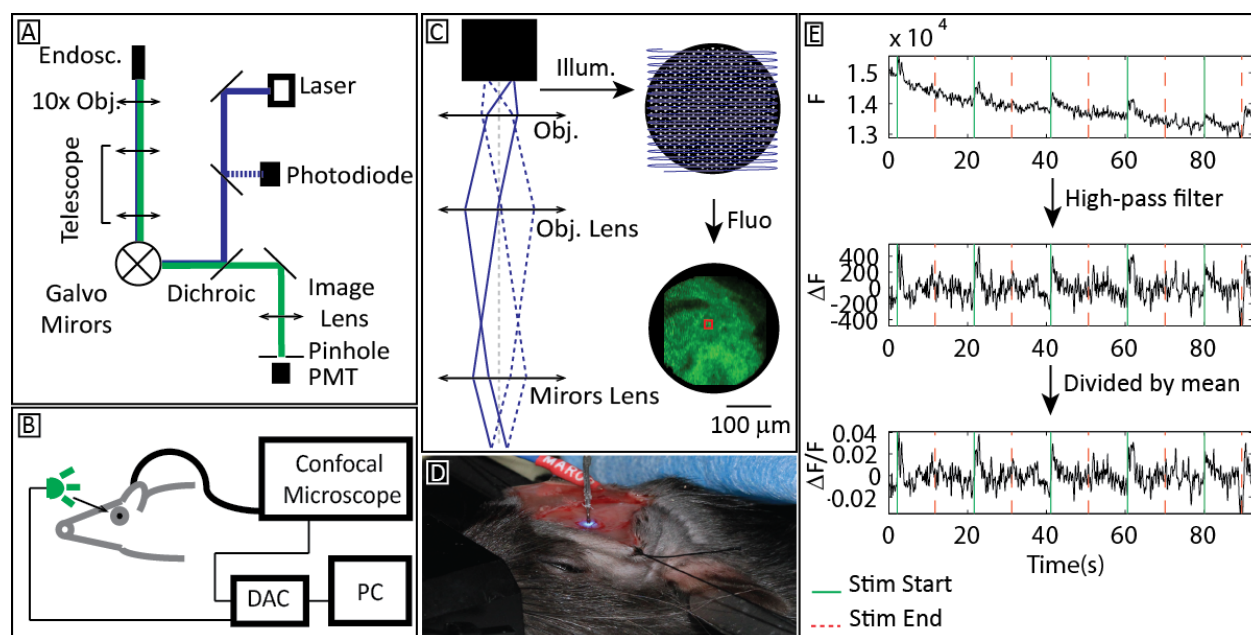 A
Endosc.
10x Obj.
Telescope
Galvo
Mirors
Dichroic
Laser
Photodiode
Image
Lens
Pinhole
PMT
B
Confocal
Microscope
DAC
PC
C
Illum.
Obj.
Obj. Lens
Fluo
Mirors Lens
100 µm
D
E
x 10⁴
1.5
1.4
1.3
F
0 20 40 60 80
High-pass filter
400
200
0
-200
-400
ΔF
0 20 40 60 80
Divided by mean
0.04
0.02
0
-0.02
ΔF/F
0 20 40 60 80
Time(s)
Stim Start
Stim End